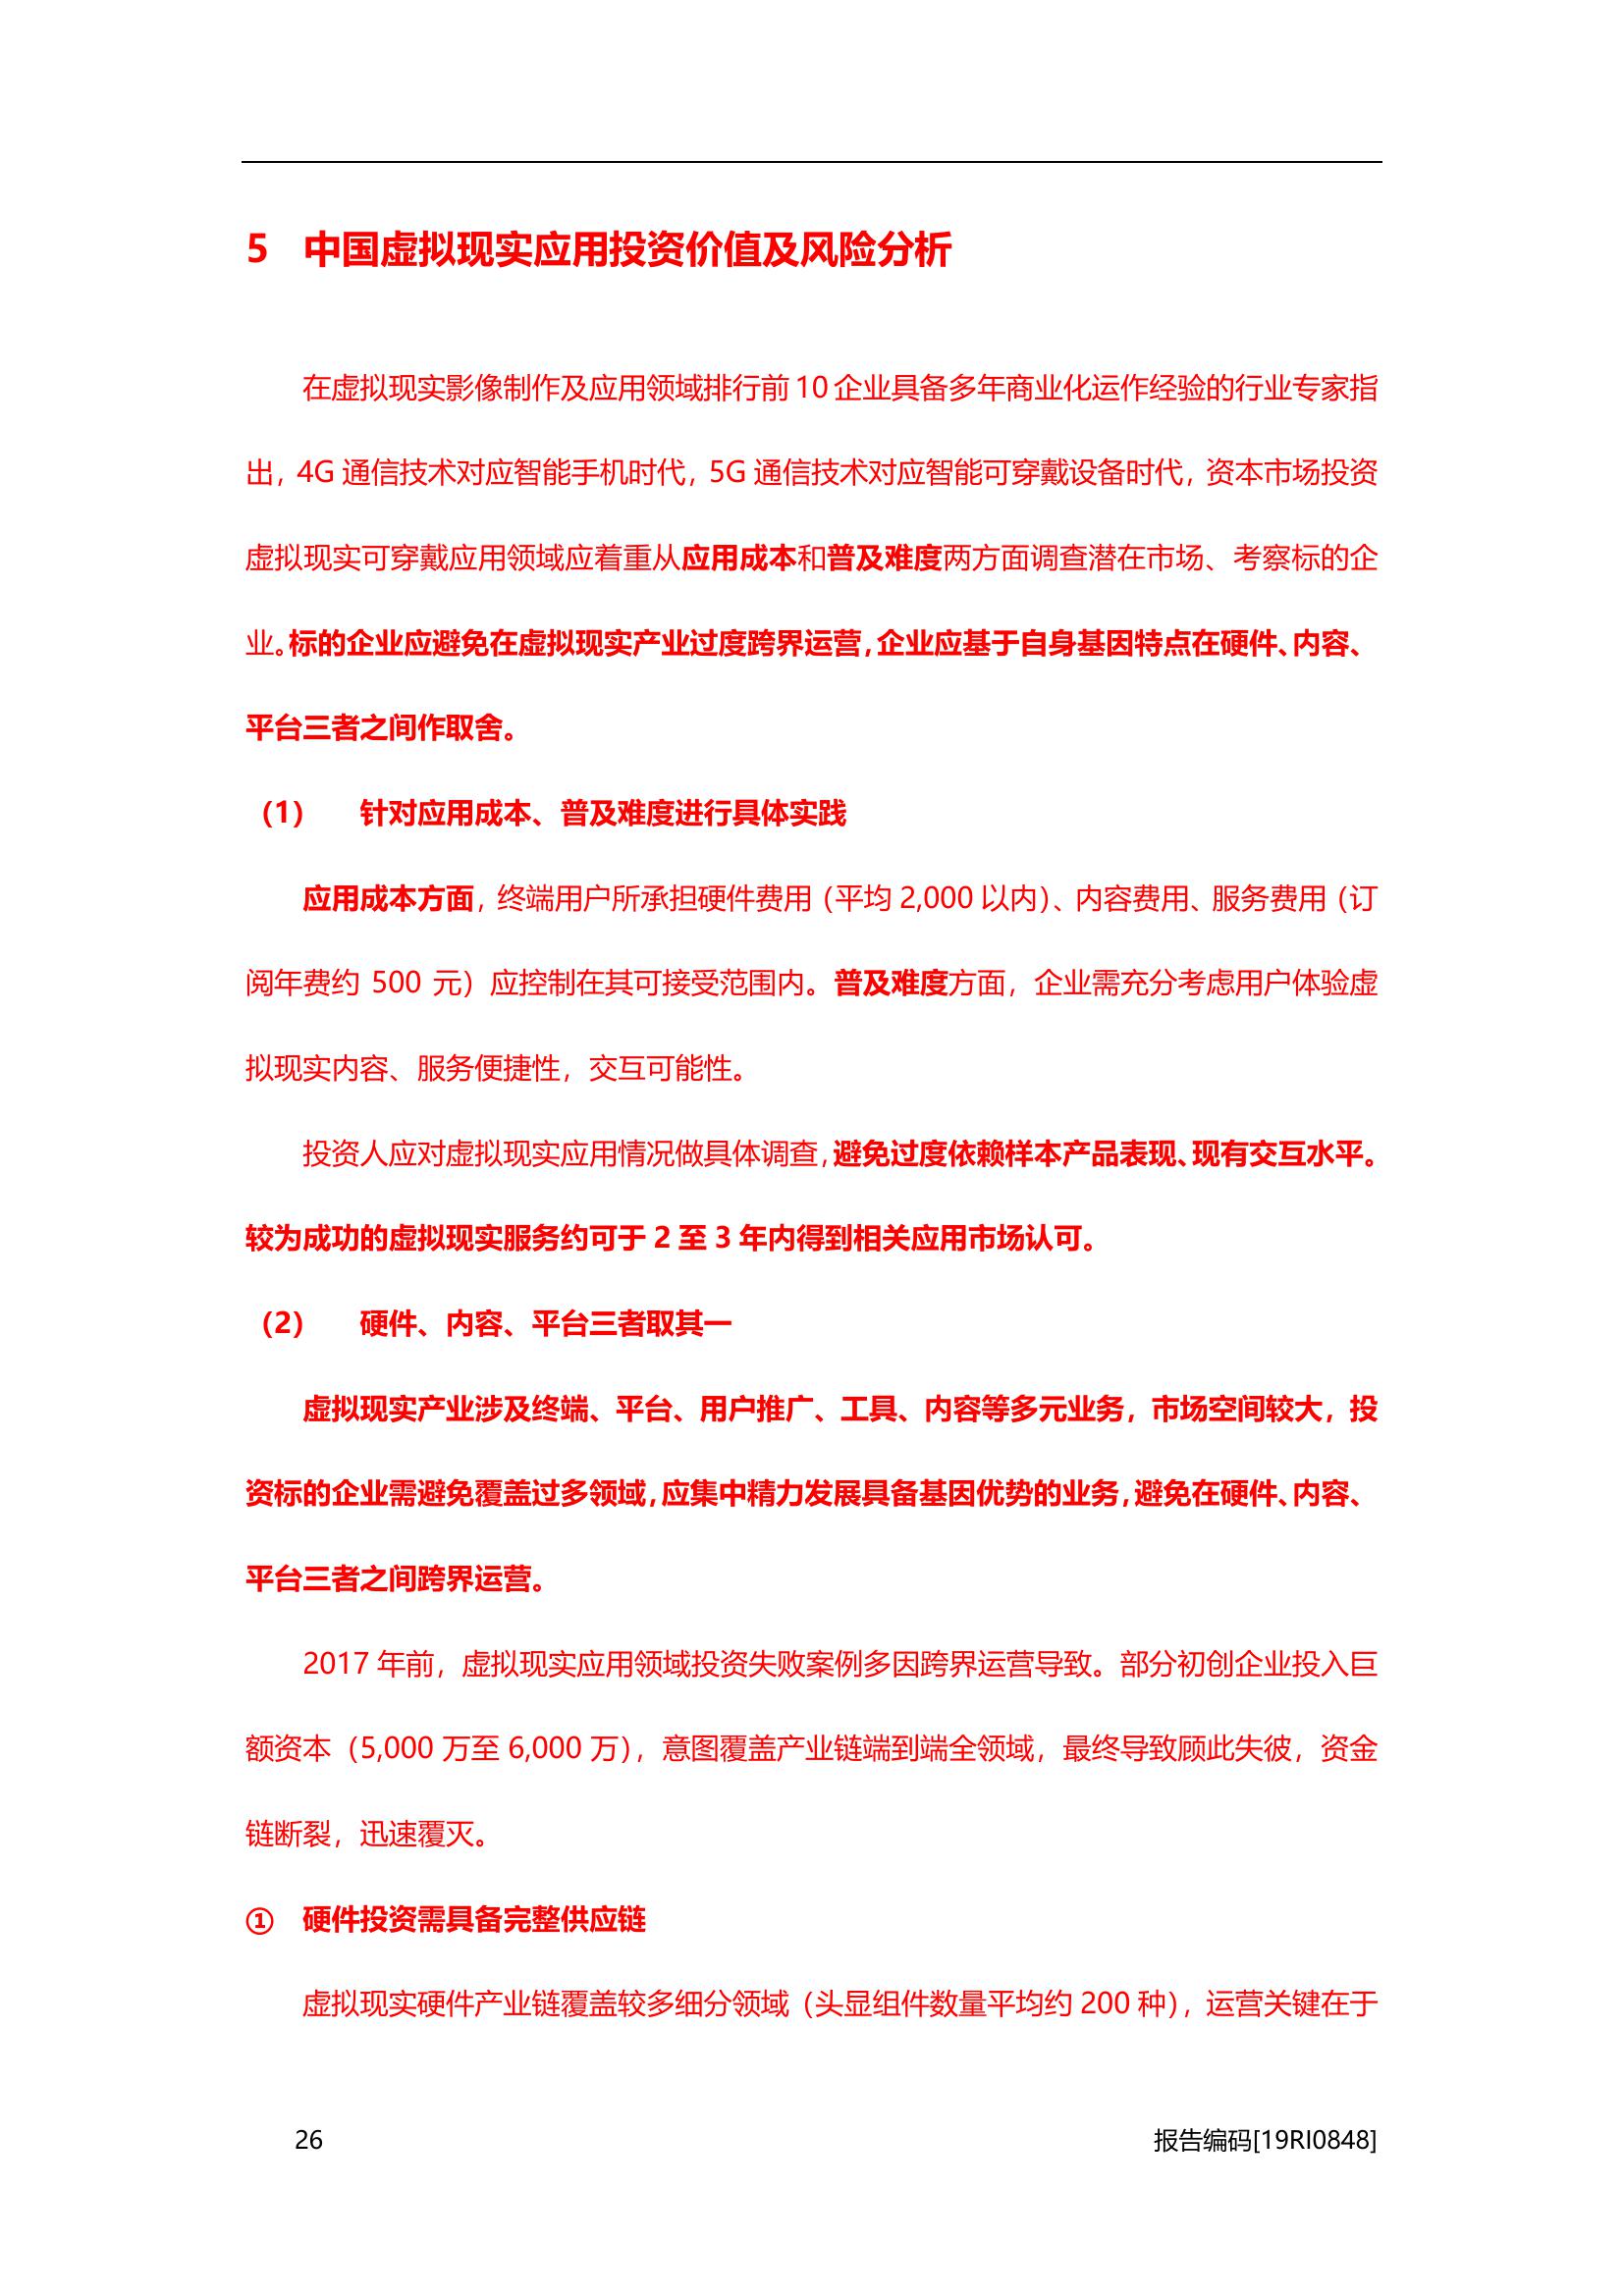 5 中国虚拟现实应用投资价值及风险分析
在虚拟现实影像制作及应用领域排行前 10 企业具备多年商业化运作经验的行业专家指
出，4G 通信技术对应智能手机时代，5G 通信技术对应智能可穿戴设备时代，资本市场投资
虚拟现实可穿戴应用领域应着重从应用成本和普及难度两方面调查潜在市场、考察标的企
业。标的企业应避免在虚拟现实产业过度跨界运营，企业应基于自身基因特点在硬件、内容、
平台三者之间作取舍。
（1） 针对应用成本、普及难度进行具体实践
应用成本方面，终端用户所承担硬件费用（平均 2,000 以内）、内容费用、服务费用（订
阅年费约 500 元）应控制在其可接受范围内。普及难度方面，企业需充分考虑用户体验虚
拟现实内容、服务便捷性，交互可能性。
投资人应对虚拟现实应用情况做具体调查，避免过度依赖样本产品表现、现有交互水平。
较为成功的虚拟现实服务约可于 2 至 3 年内得到相关应用市场认可。
（2） 硬件、内容、平台三者取其一
虚拟现实产业涉及终端、平台、用户推广、工具、内容等多元业务，市场空间较大，投
资标的企业需避免覆盖过多领域，应集中精力发展具备基因优势的业务，避免在硬件、内容、
平台三者之间跨界运营。
2017 年前，虚拟现实应用领域投资失败案例多因跨界运营导致。部分初创企业投入巨
额资本（5,000 万至 6,000 万），意图覆盖产业链端到端全领域，最终导致顾此失彼，资金
链断裂，迅速覆灭。
① 硬件投资需具备完整供应链
虚拟现实硬件产业链覆盖较多细分领域（头显组件数量平均约 200 种），运营关键在于
26 报告编码[19RI0848]